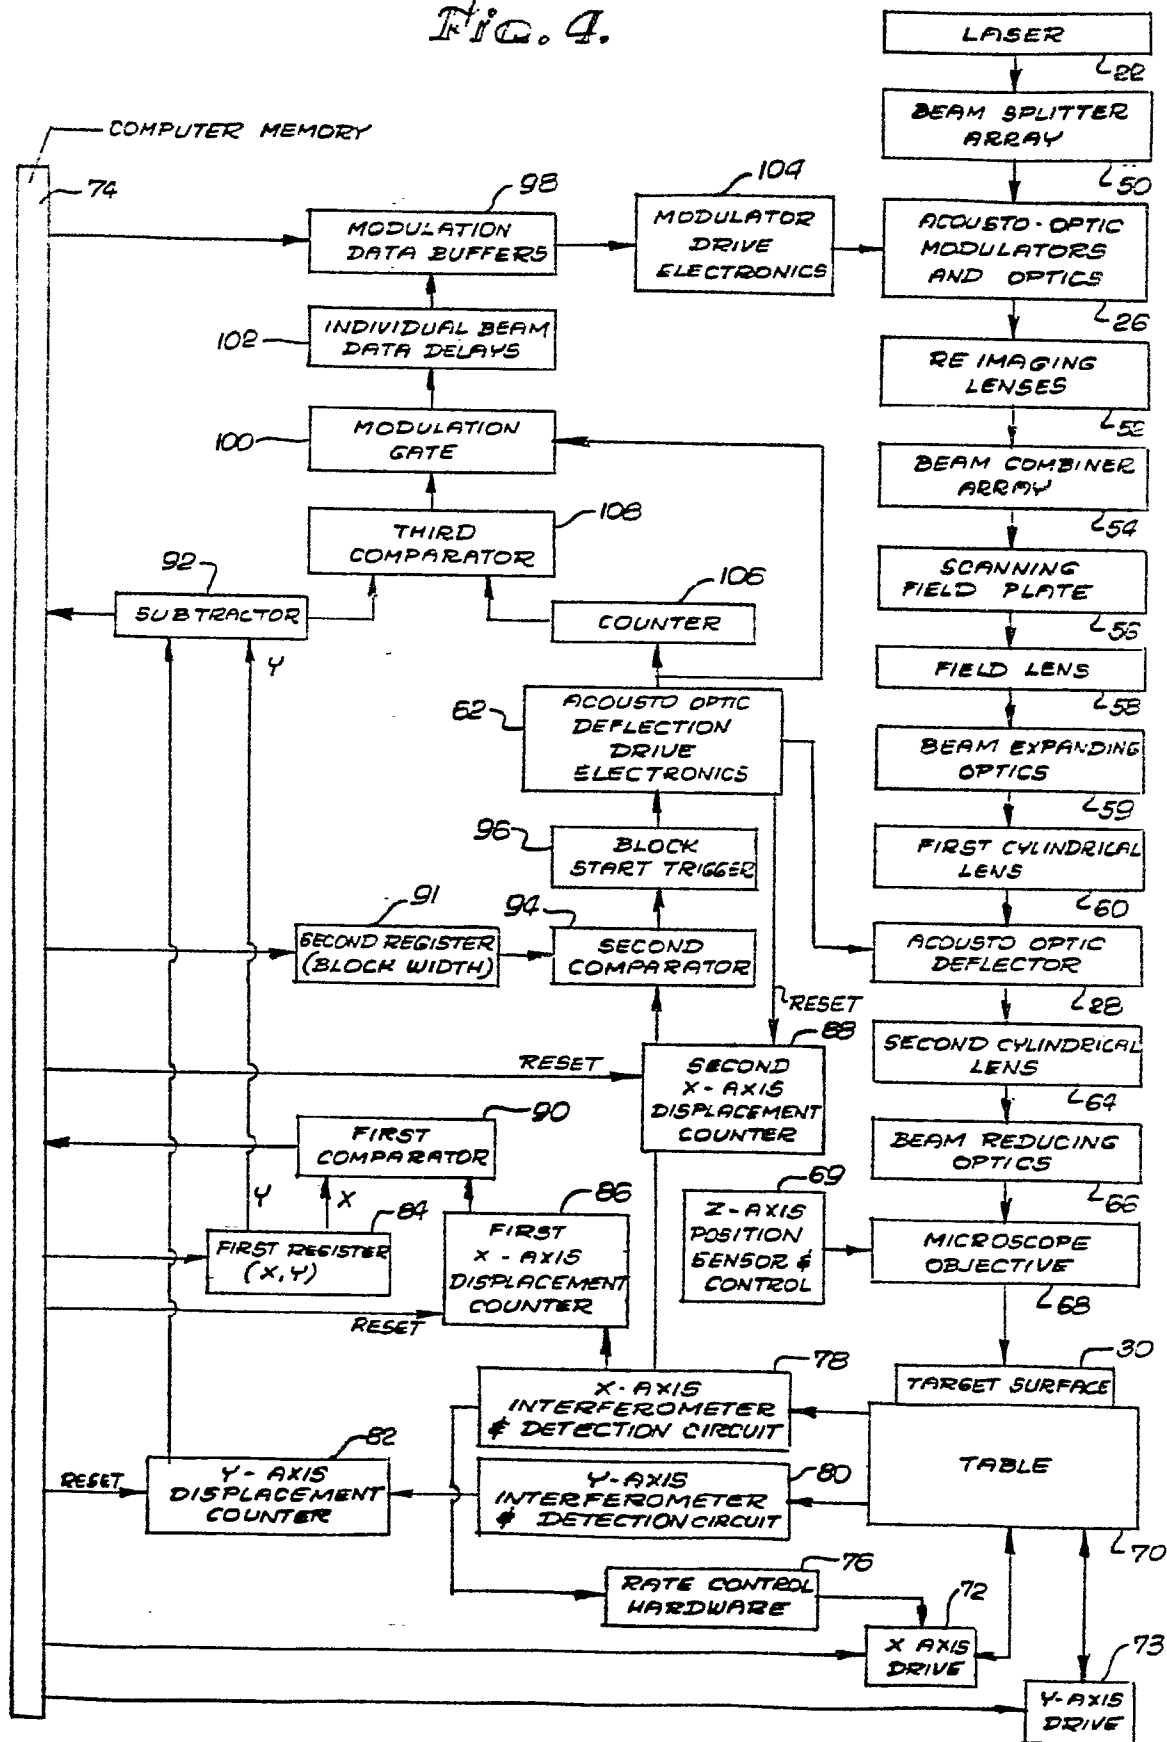 Fig. 4.
LASER
22
BEAM SPLITTER
ARRAY
50
COMPUTER MEMORY
74
98
MODULATION
DATA BUFFERS
104
MODULATOR
DRIVE
ELECTRONICS
ACOUSTO-OPTIC
MODULATORS
AND OPTICS
26
102
INDIVIDUAL BEAM
DATA DELAYS
RE IMAGING
LENSES
52
100
MODULATION
GATE
BEAM COMBINER
ARRAY
54
108
THIRD
COMPARATOR
SCANNING
FIELD PLATE
56
92
SUBTRACTOR
106
COUNTER
Y
FIELD LENS
58
62
ACOUSTO OPTIC
DEFLECTION
DRIVE
ELECTRONICS
BEAM EXPANDING
OPTICS
59
96
BLOCK
START TRIGGER
FIRST CYLINDRICAL
LENS
60
91
SECOND REGISTER
(BLOCK WIDTH)
94
SECOND
COMPARATOR
ACOUSTO OPTIC
DEFLECTOR
28
RESET
88
RESET
SECOND
X-AXIS
DISPLACEMENT
COUNTER
SECOND CYLINDRICAL
LENS
64
90
FIRST
COMPARATOR
BEAM REDUCING
OPTICS
66
Y
X
84
FIRST REGISTER
(X,Y)
86
FIRST
X-AXIS
DISPLACEMENT
COUNTER
RESET
69
Z-AXIS
POSITION
SENSOR &
CONTROL
MICROSCOPE
OBJECTIVE
68
78
X-AXIS
INTERFEROMETER
& DETECTION CIRCUIT
30
TARGET SURFACE
TABLE
70
RESET
82
Y-AXIS
DISPLACEMENT
COUNTER
80
Y-AXIS
INTERFEROMETER
& DETECTION CIRCUIT
76
RATE CONTROL
HARDWARE
72
X AXIS
DRIVE
73
Y-AXIS
DRIVE